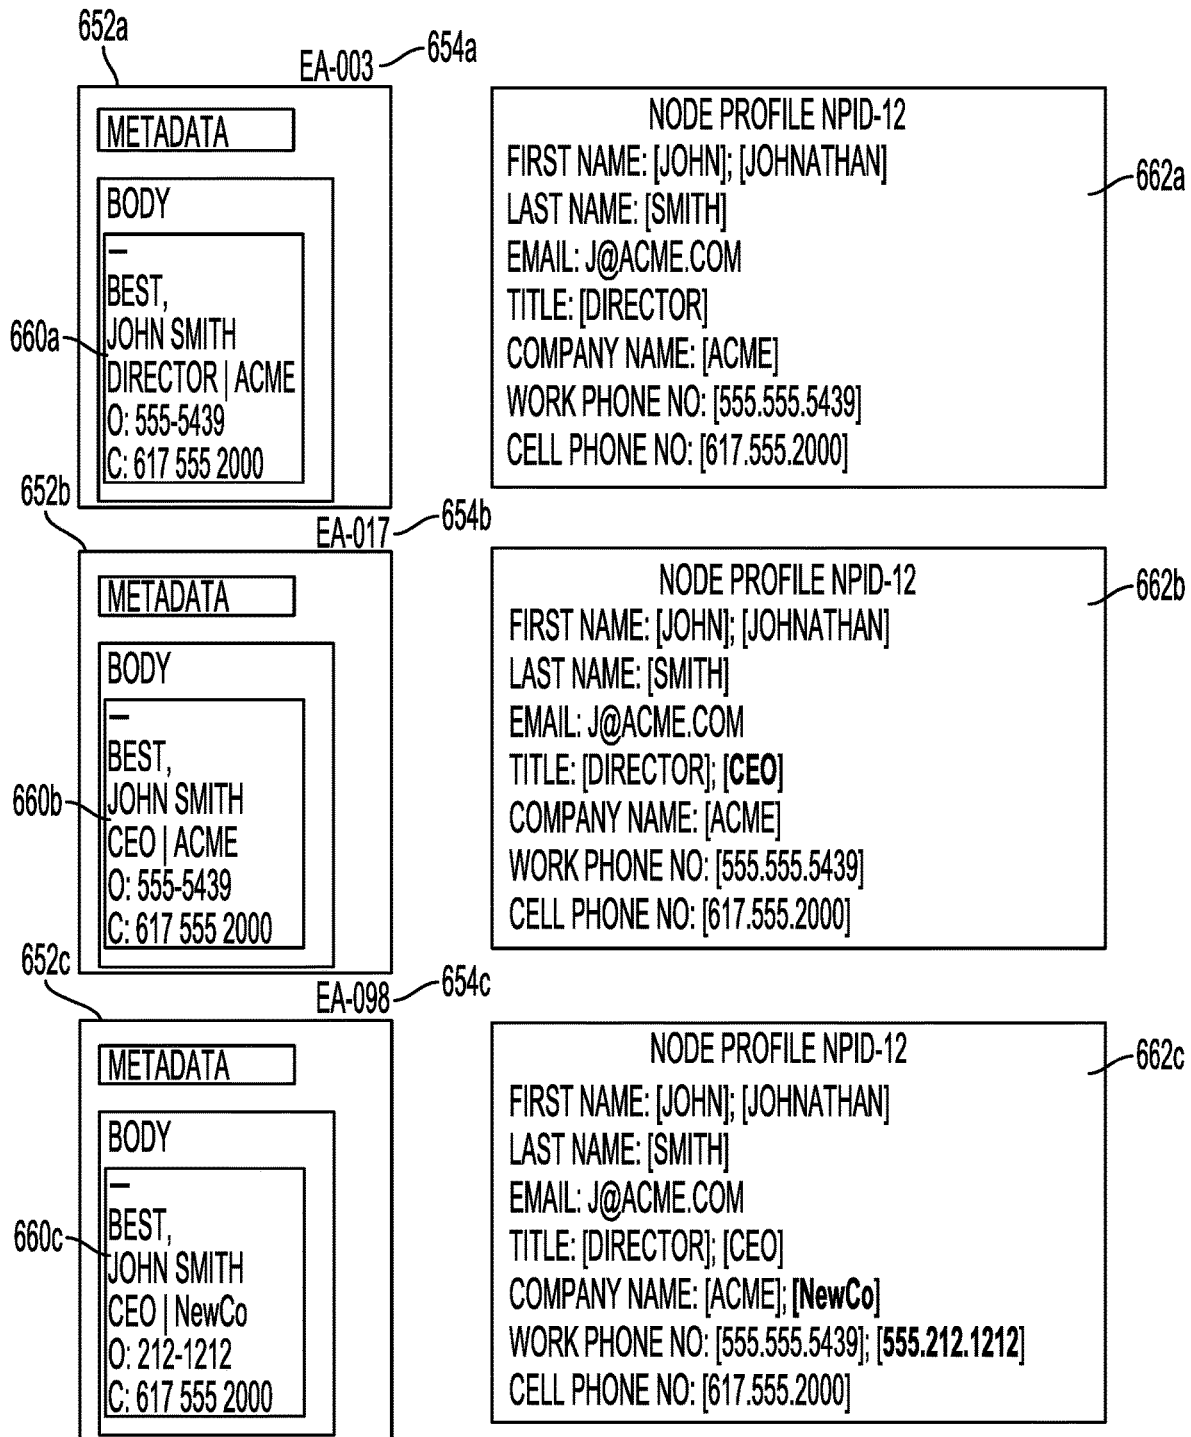 652a
EA-003
654a
METADATA
BODY
—
BEST,
JOHN SMITH
DIRECTOR | ACME
O: 555-5439
C: 617 555 2000
660a
NODE PROFILE NPID-12
FIRST NAME: [JOHN]; [JOHNATHAN]
LAST NAME: [SMITH]
EMAIL: J@ACME.COM
TITLE: [DIRECTOR]
COMPANY NAME: [ACME]
WORK PHONE NO: [555.555.5439]
CELL PHONE NO: [617.555.2000]
662a
652b
EA-017
654b
METADATA
BODY
—
BEST,
JOHN SMITH
CEO | ACME
O: 555-5439
C: 617 555 2000
660b
NODE PROFILE NPID-12
FIRST NAME: [JOHN]; [JOHNATHAN]
LAST NAME: [SMITH]
EMAIL: J@ACME.COM
TITLE: [DIRECTOR]; [CEO]
COMPANY NAME: [ACME]
WORK PHONE NO: [555.555.5439]
CELL PHONE NO: [617.555.2000]
662b
652c
EA-098
654c
METADATA
BODY
—
BEST,
JOHN SMITH
CEO | NewCo
O: 212-1212
C: 617 555 2000
660c
NODE PROFILE NPID-12
FIRST NAME: [JOHN]; [JOHNATHAN]
LAST NAME: [SMITH]
EMAIL: J@ACME.COM
TITLE: [DIRECTOR]; [CEO]
COMPANY NAME: [ACME]; [NewCo]
WORK PHONE NO: [555.555.5439]; [555.212.1212]
CELL PHONE NO: [617.555.2000]
662c